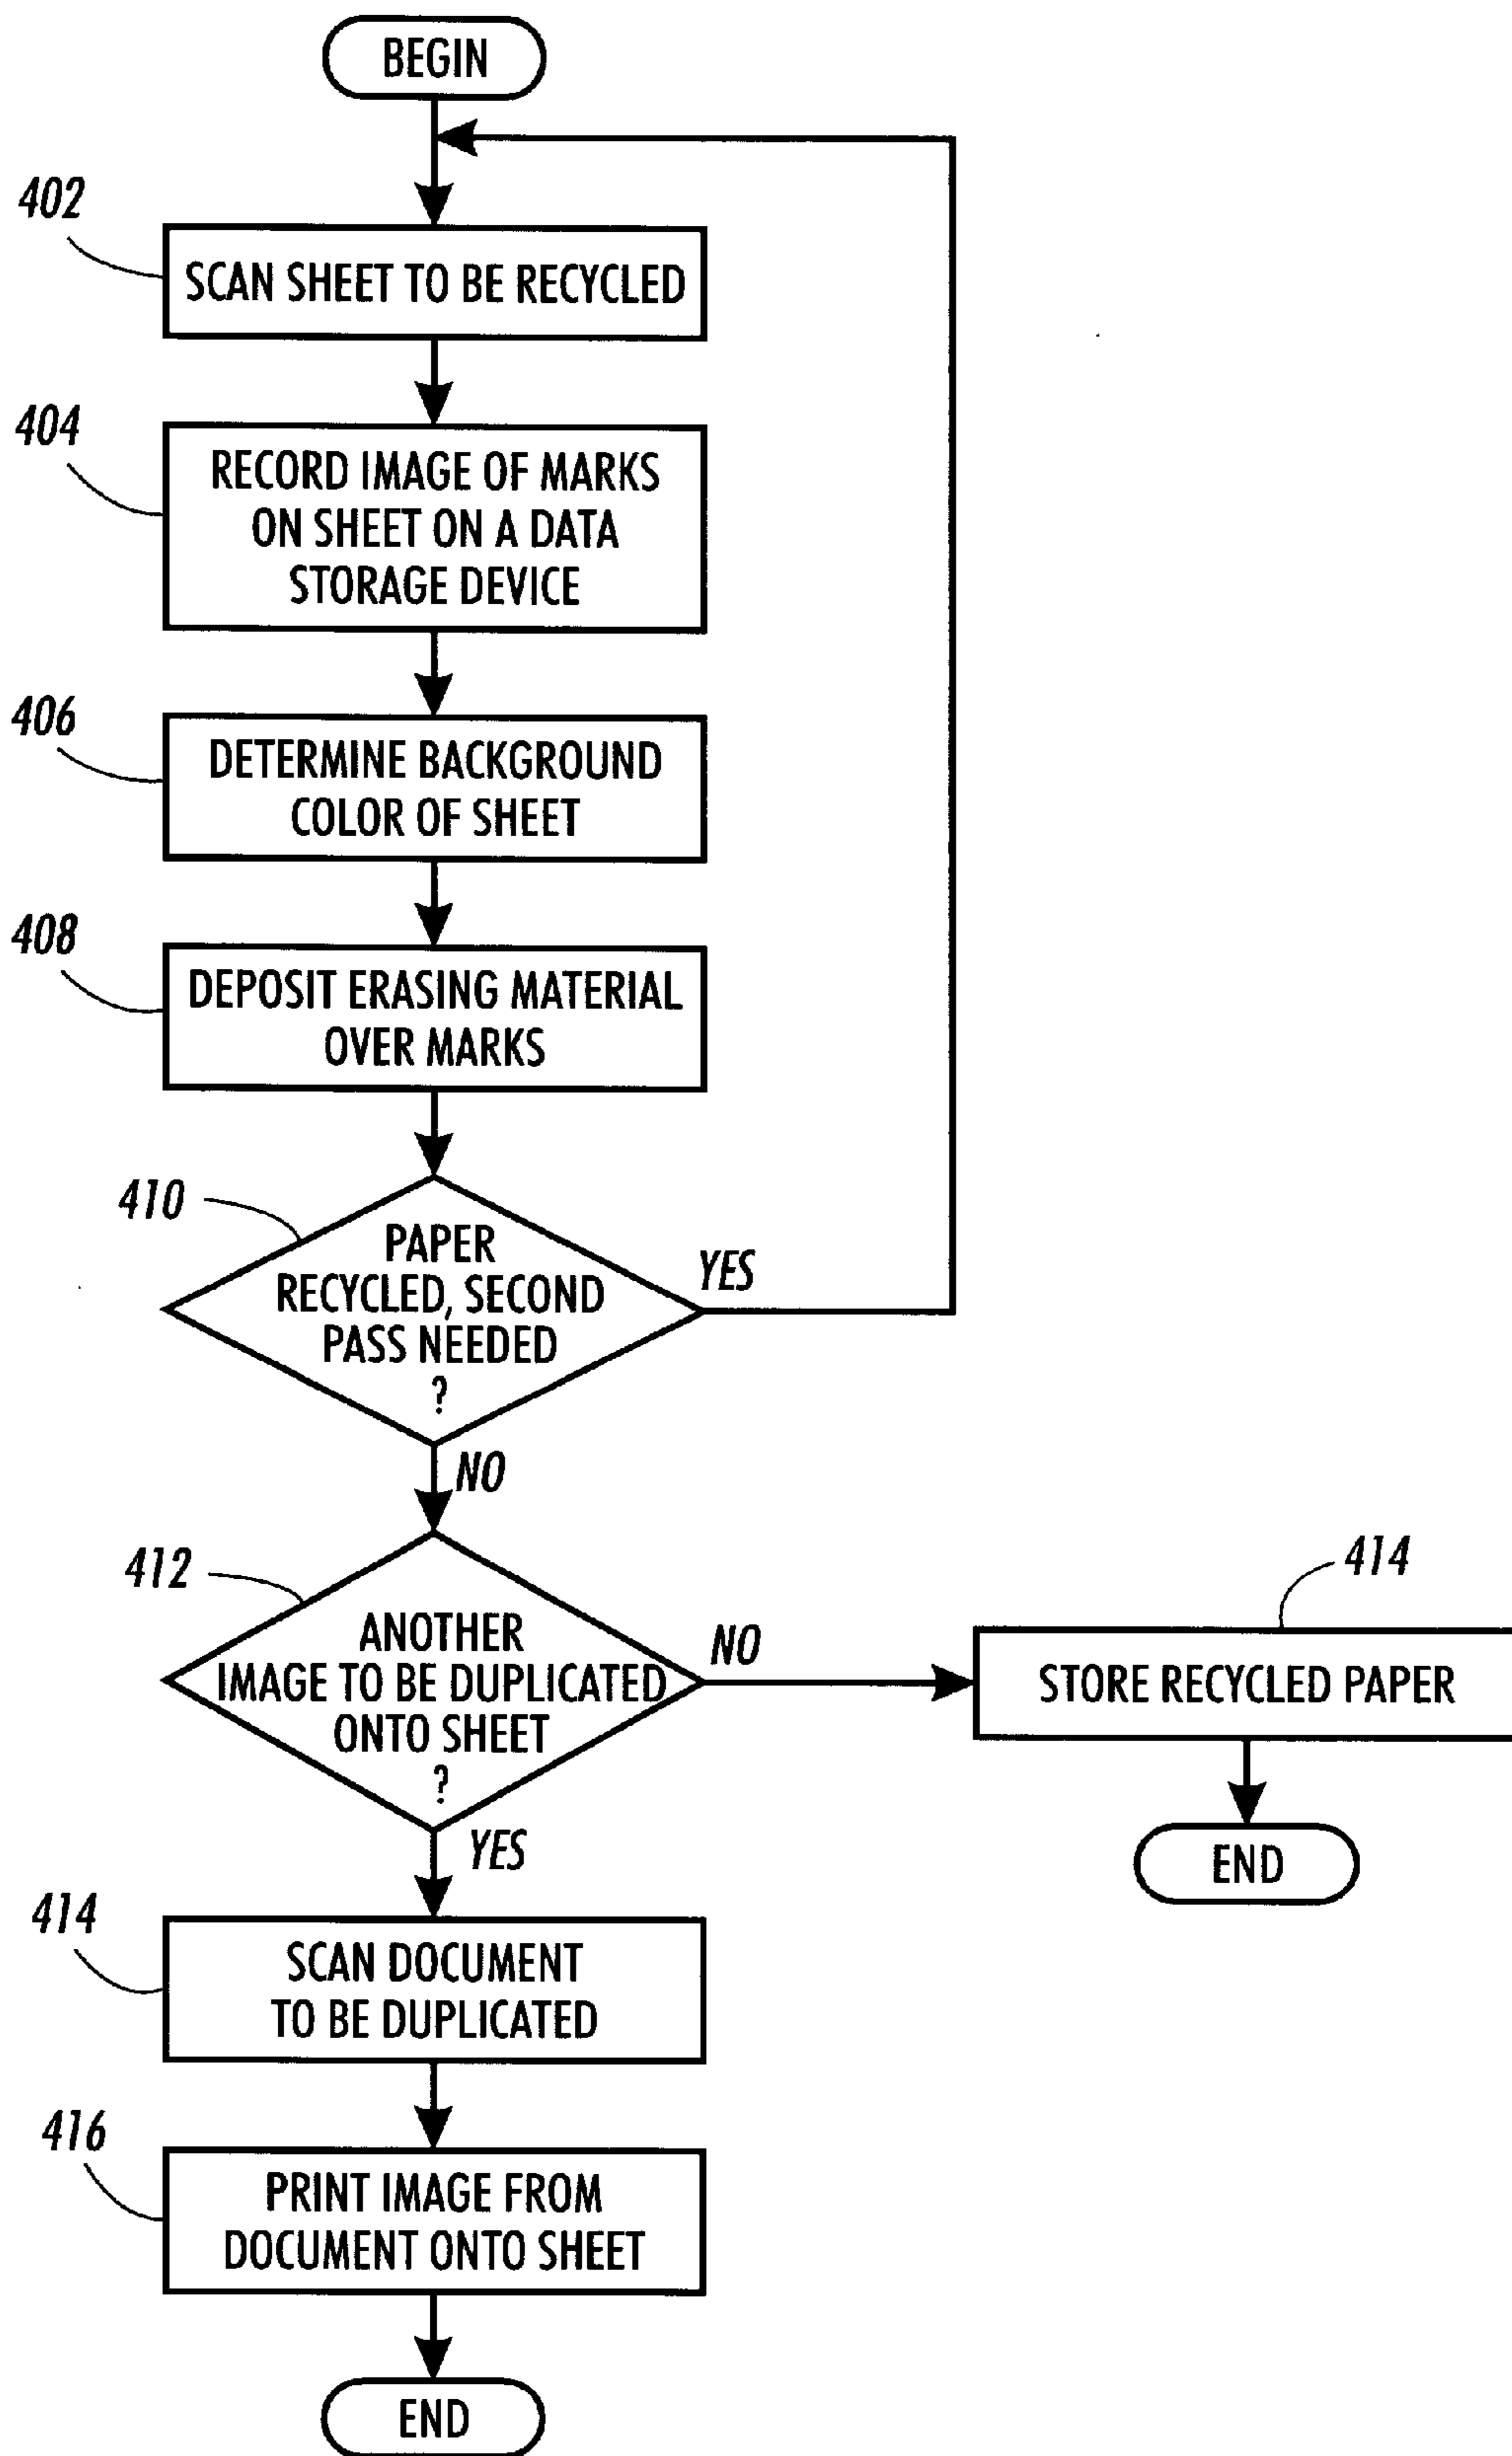 BEGIN
402
SCAN SHEET TO BE RECYCLED
404
RECORD IMAGE OF MARKS
ON SHEET ON A DATA
STORAGE DEVICE
406
DETERMINE BACKGROUND
COLOR OF SHEET
408
DEPOSIT ERASING MATERIAL
OVER MARKS
410
PAPER
RECYCLED, SECOND
PASS NEEDED
?
YES
NO
412
ANOTHER
IMAGE TO BE DUPLICATED
ONTO SHEET
?
NO
414
STORE RECYCLED PAPER
END
YES
414
SCAN DOCUMENT
TO BE DUPLICATED
416
PRINT IMAGE FROM
DOCUMENT ONTO SHEET
END